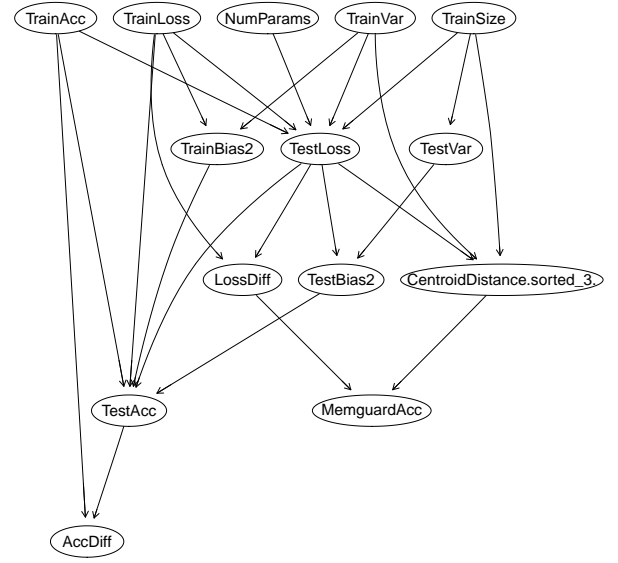 TrainAcc
TrainLoss
NumParams
TrainVar
TrainSize
TrainBias2
TestLoss
TestVar
LossDiff
TestBias2
CentroidDistance.sorted_3.
TestAcc
MemguardAcc
AccDiff